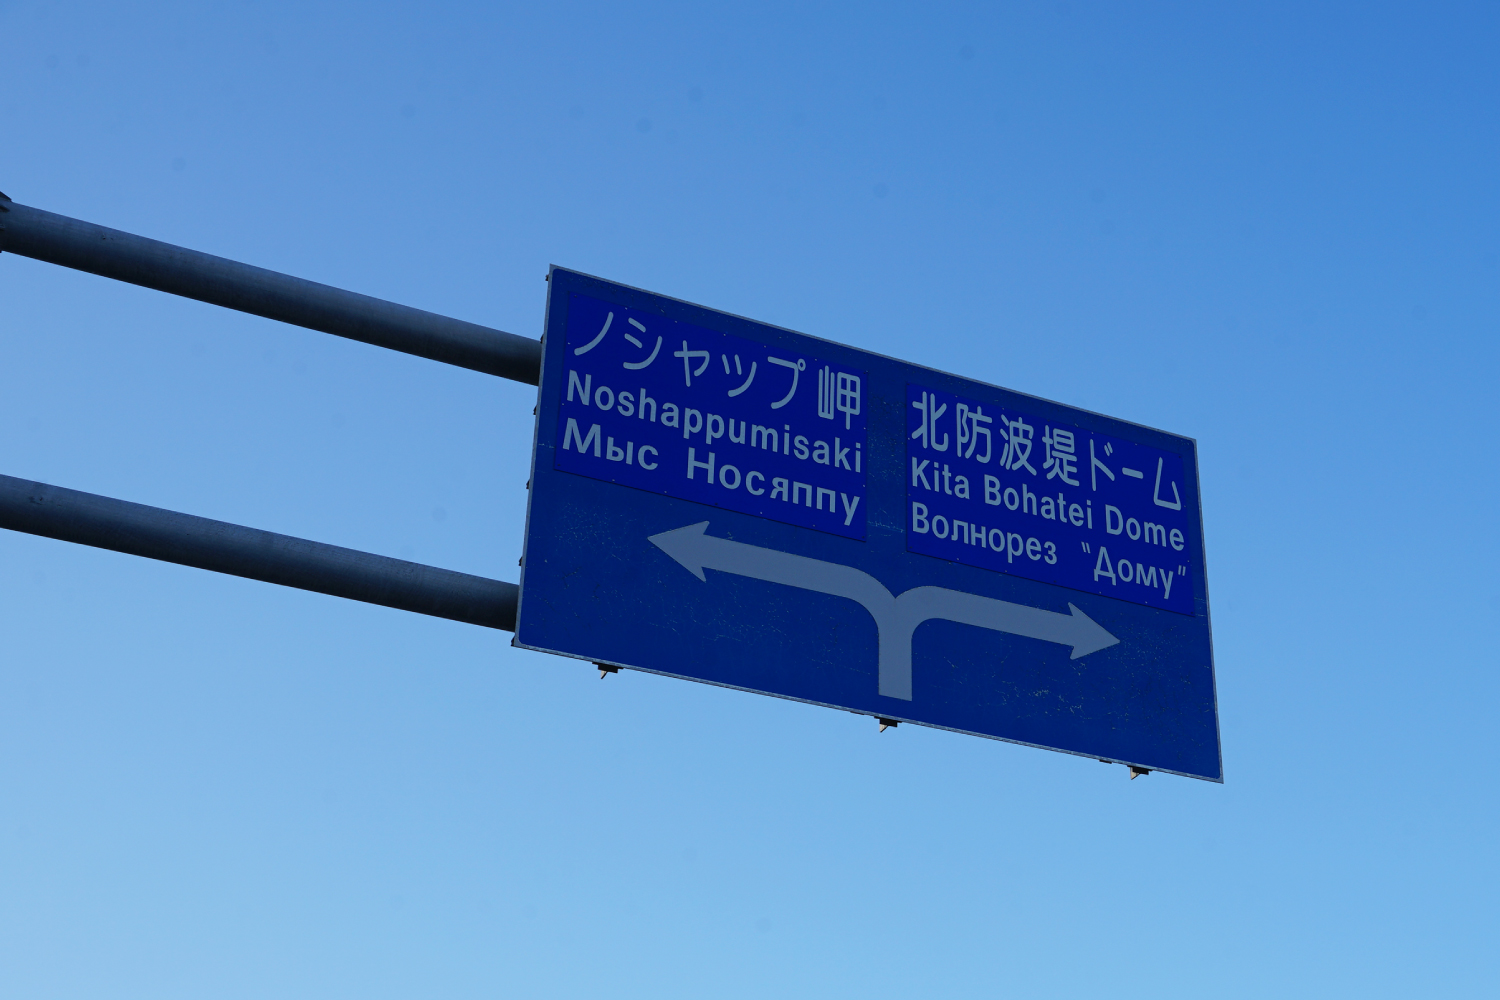 ノシャップ岬
Noshappumisaki
Мыс Носяппу
北防波堤ドーム
Kita Bohatei Dome
Волнорез "Дому"